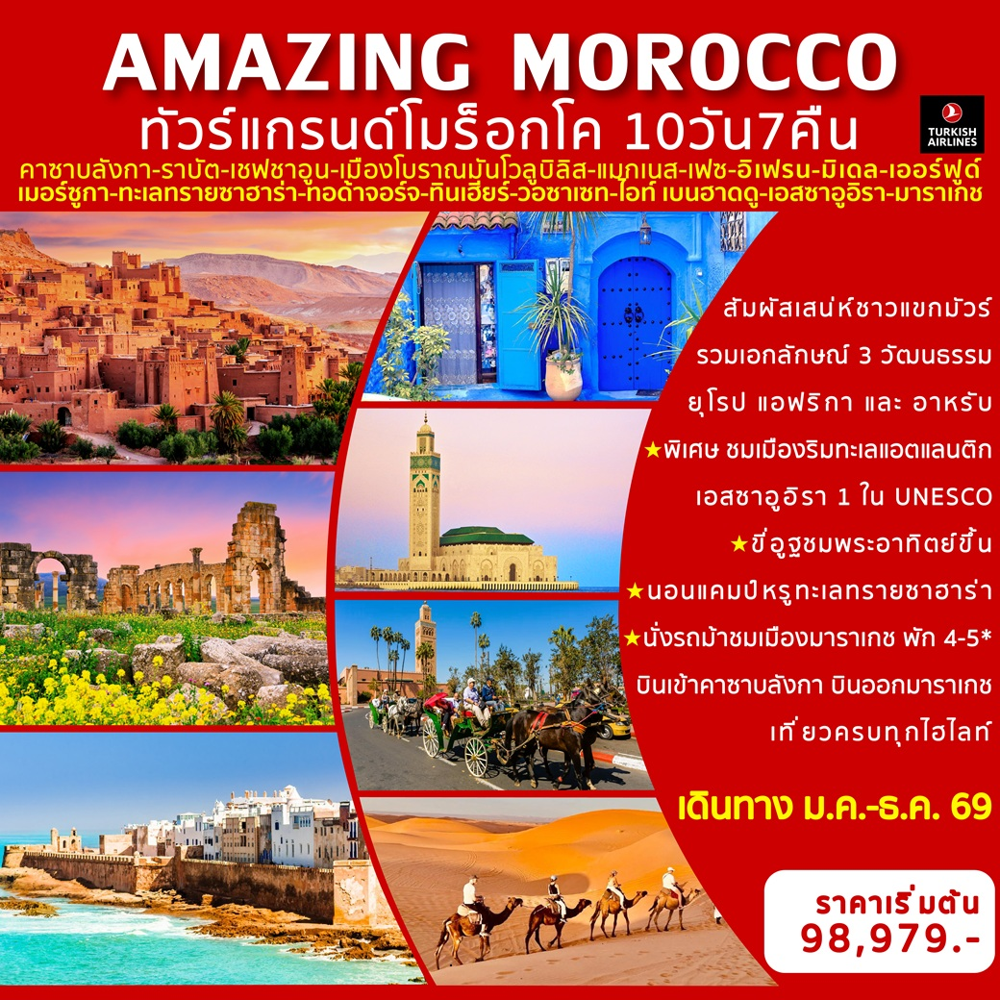 AMAZING MOROCCO
ทัวร์แกรนด์โมร็อกโค 10วัน7คืน
TURKISH
AIRLINES
คาซาบลังกา-ราบัต-เชฟชาอูน-เมืองโบราณมันโวลูบิลิส-แมกเนส-เฟซ-อิเฟรน-มิเดล-เออร์ฟูด์
เมอร์ซูกา-ทะเลทรายซาฮาร่า-ทอด้าจอร์จ-ทินเฮียร์-วอซาเซท-ไอท์ เบนฮาดดู-เอสซาอูอิรา-มาราเกช
สัมผัสเสน่ห์ชาวแขกมัวร์
รวมเอกลักษณ์ 3 วัฒนธรรม
ยุโรป แอฟริกา และ อาหรับ
★พิเศษ ชมเมืองริมทะเลแอตแลนติก
เอสซาอูอิรา 1 ใน UNESCO
★ขี่อูฐชมพระอาทิตย์ขึ้น
★นอนแคมป์หรูทะเลทรายซาฮาร่า
★นั่งรถม้าชมเมืองมาราเกช พัก 4-5*
บินเข้าคาซาบลังกา บินออกมาราเกช
เที่ยวครบทุกไฮไลท์
เดินทาง ม.ค.-ธ.ค. 69
ราคาเริ่มต้น
98,979.-